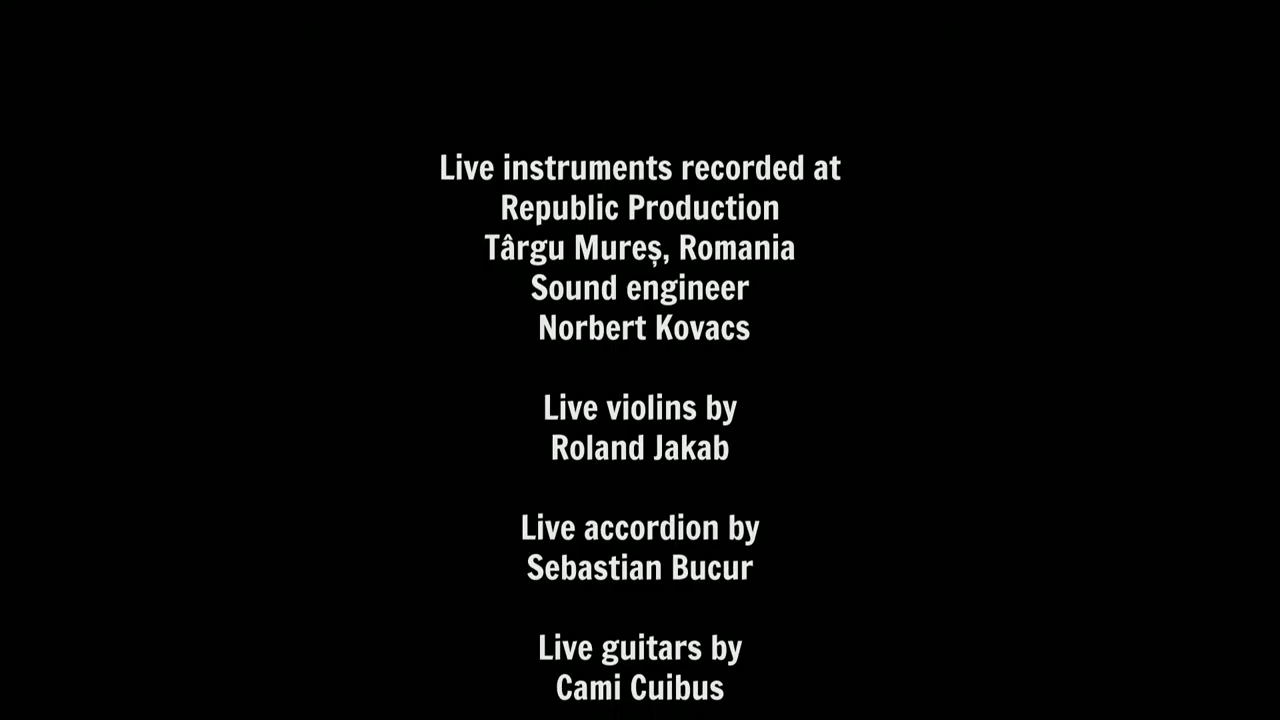 Live instruments recorded at
Republic Production
Târgu Mureș, Romania
Sound engineer
Norbert Kovacs
Live violins by
Roland Jakab
Live accordion by
Sebastian Bucur
Live guitars by
Cami Cuibus